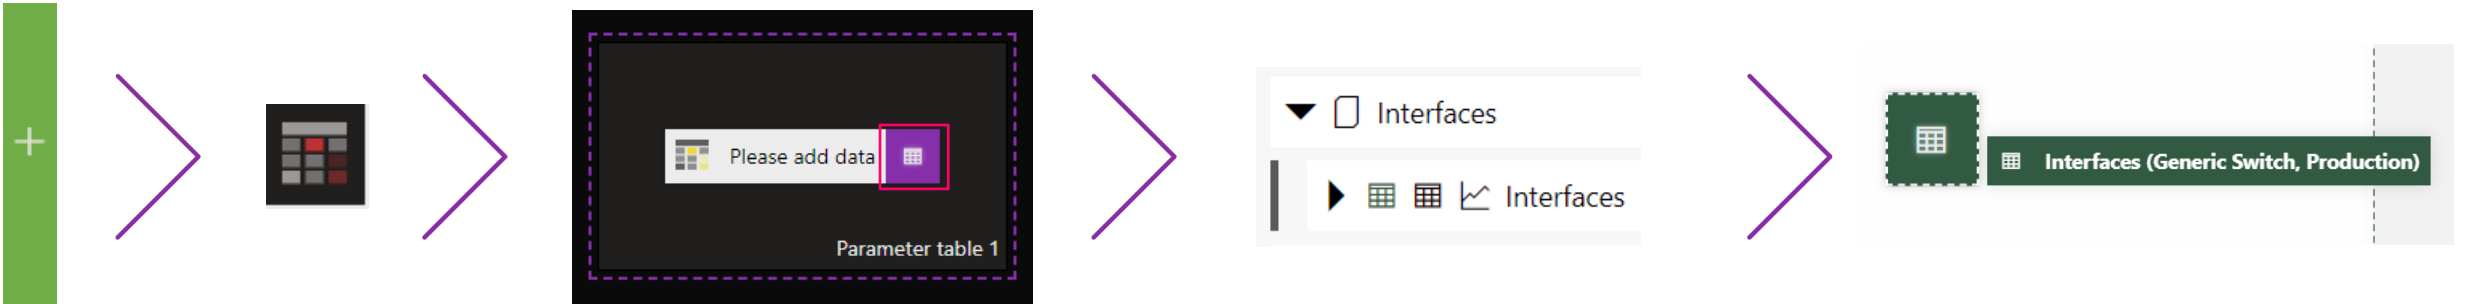 Please add data
Parameter table 1
Interfaces
Interfaces
Interfaces (Generic Switch, Production)